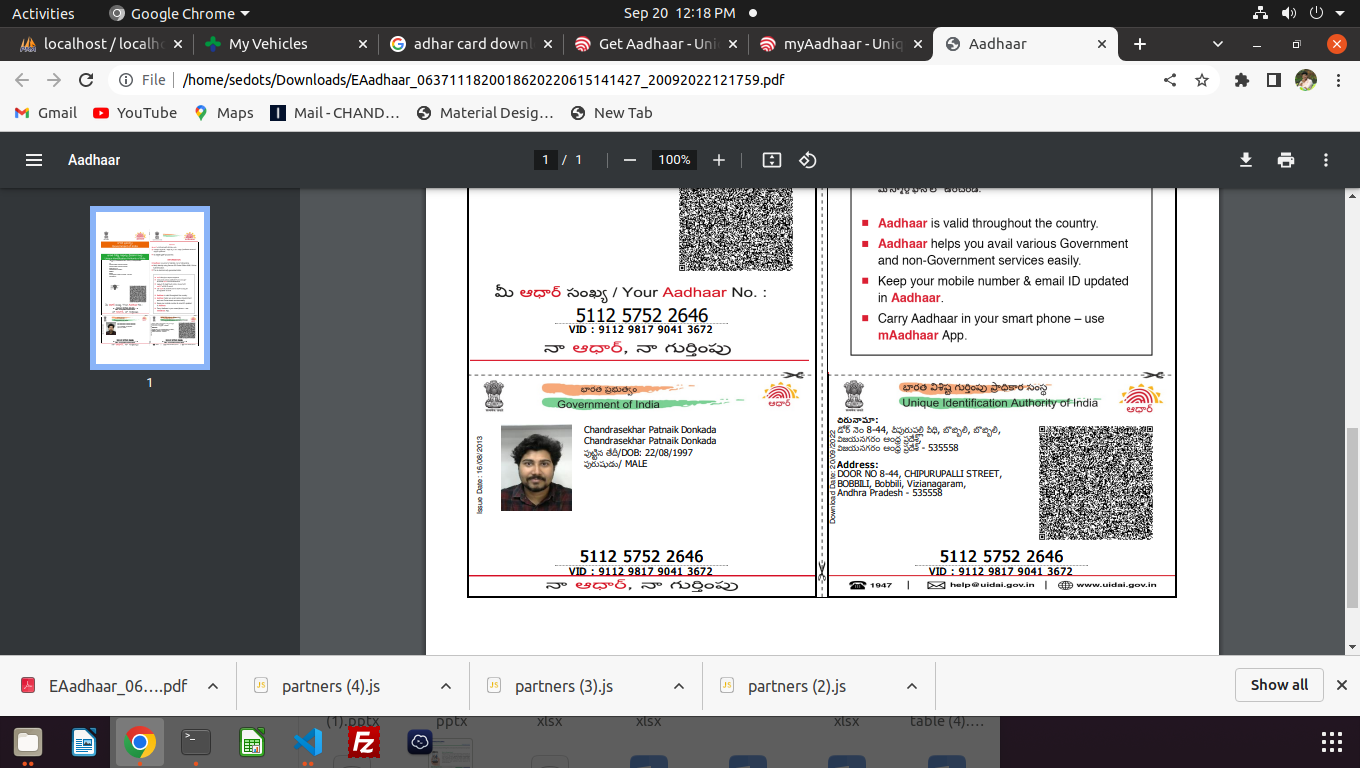 Activities
Google Chrome
Sep 20 12:18 PM
localhost / localh
My Vehicles
adhar card down
Get Aadhaar - Uni
myAadhaar - Uniq
Aadhaar
File
/home/sedots/Downloads/EAadhaar_0637111820018620220615141427_20092022121759.pdf
Gmail
YouTube
Maps
Mail - CHAND…
Material Desig…
New Tab
Aadhaar
1 / 1
100%
1
మీ ఆధార్ సంఖ్య / Your Aadhaar No. :
5112 5752 2646
VID : 9112 9817 9041 3672
నా ఆధార్, నా గుర్తింపు
Aadhaar is valid throughout the country.
Aadhaar helps you avail various Government
and non-Government services easily.
Keep your mobile number & email ID updated
in Aadhaar.
Carry Aadhaar in your smart phone – use
mAadhaar App.
భారత ప్రభుత్వం
Government of India
ఆధార్
Issue Date: 16/08/2013
Chandrasekhar Patnaik Donkada
Chandrasekhar Patnaik Donkada
పుట్టిన తేదీ/DOB: 22/08/1997
పురుషుడు/ MALE
5112 5752 2646
VID : 9112 9817 9041 3672
నా ఆధార్, నా గుర్తింపు
భారత విశిష్ట గుర్తింపు ప్రాధికార సంస్థ
Unique Identification Authority of India
ఆధార్
Download Date: 20/09/2022
చిరునామా:
డోర్ నెం 8-44, చీపురుపల్లి వీధి, బొబ్బిలి, బొబ్బిలి,
విజయనగరం ఆంధ్ర ప్రదేశ్,
విజయనగరం ఆంధ్ర ప్రదేశ్ - 535558
Address:
DOOR NO 8-44, CHIPURUPALLI STREET,
BOBBILI, Bobbili, Vizianagaram,
Andhra Pradesh - 535558
5112 5752 2646
VID : 9112 9817 9041 3672
1947
help@uidai.gov.in
www.uidai.gov.in
EAadhaar_06….pdf
partners (4).js
partners (3).js
partners (2).js
Show all
(1).pptx
pptx
xlsx
xlsx
xlsx
table (4)….